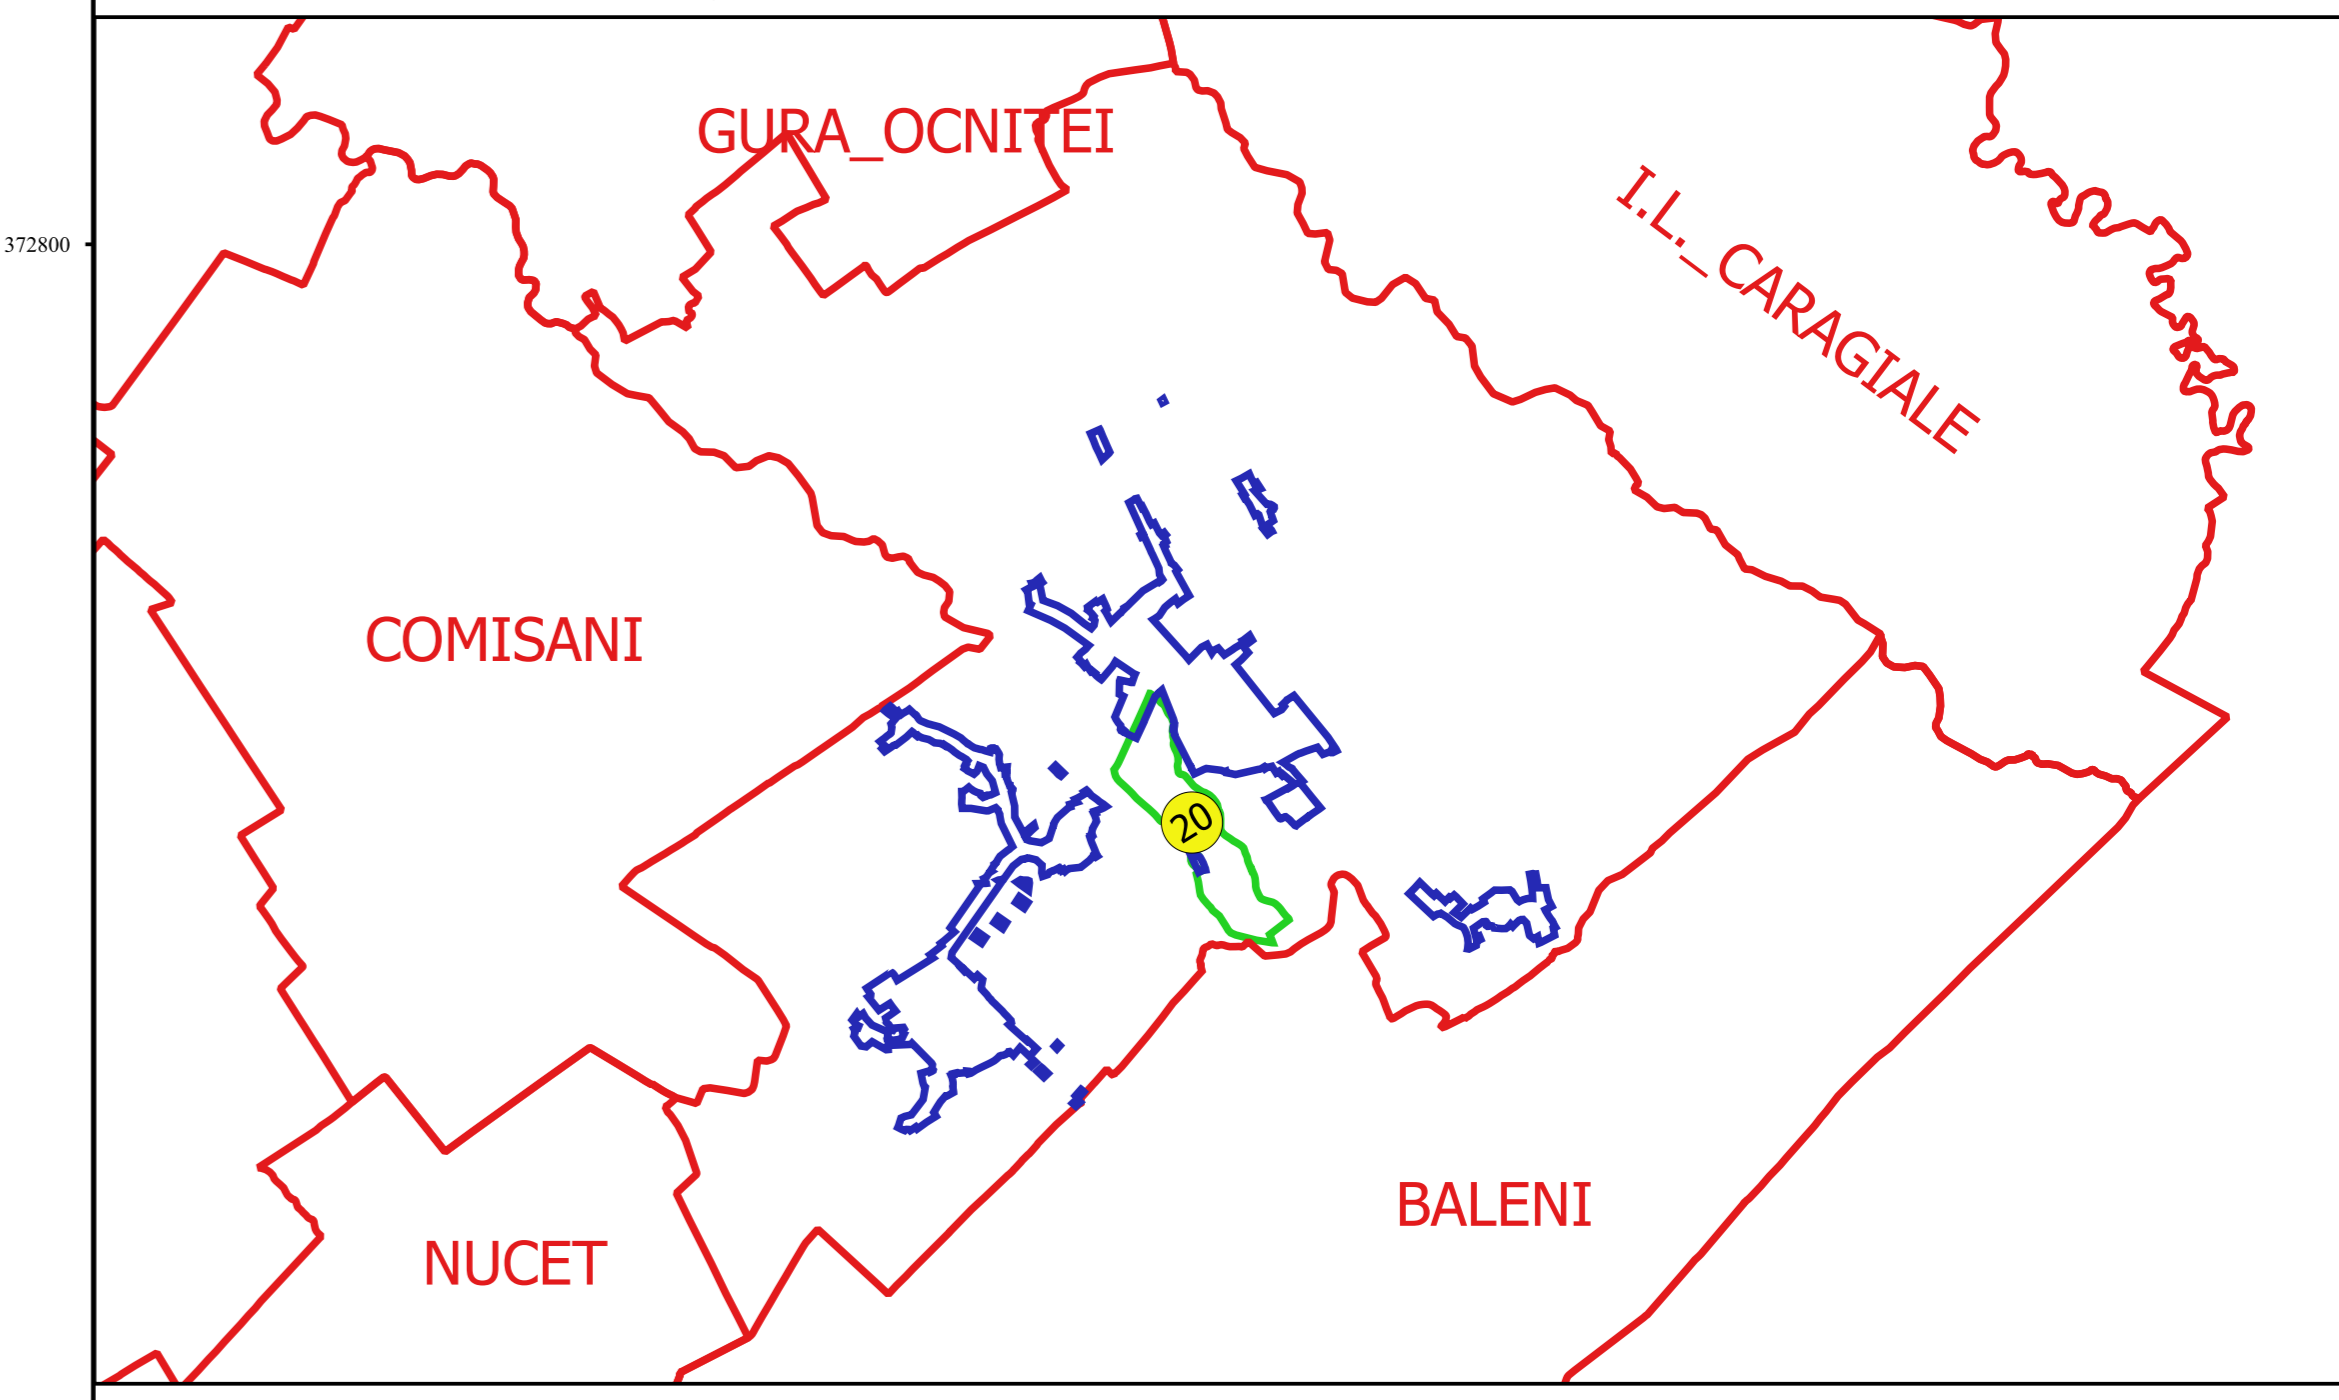 GURA_OCNITEI
I.L._CARAGIALE
372800
COMISANI
20
BALENI
NUCET